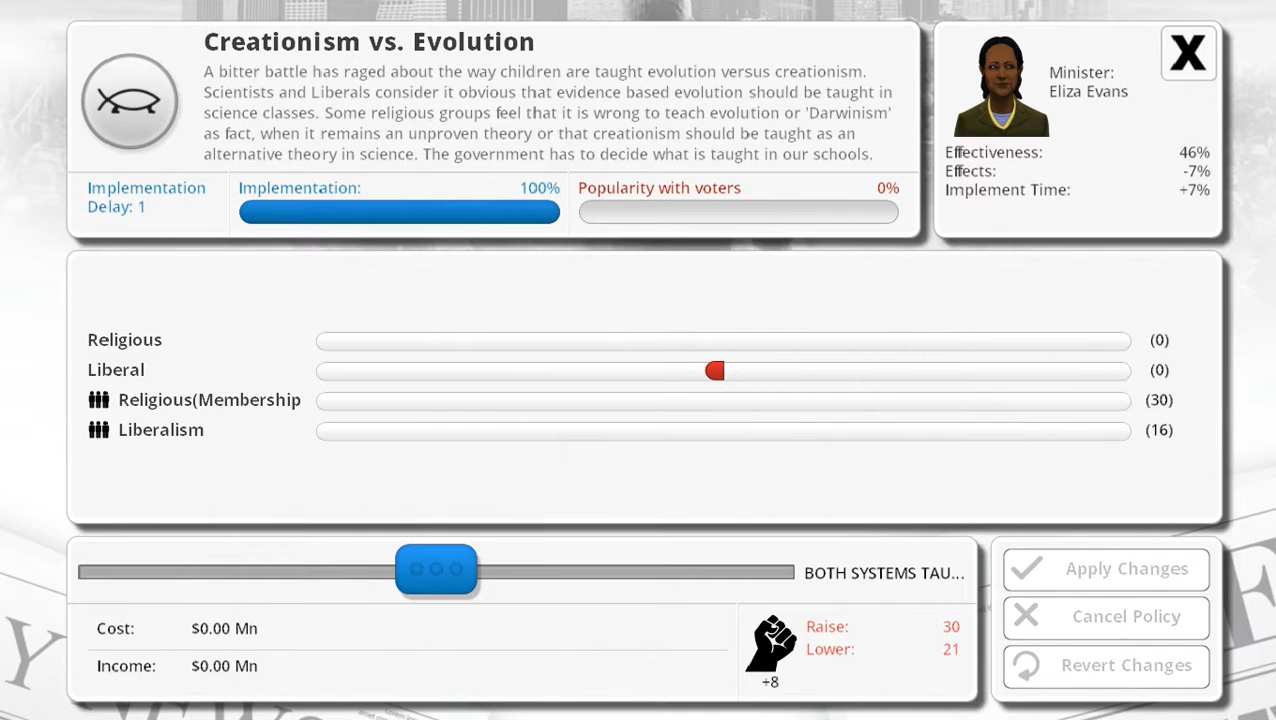 Creationism vs. Evolution
A bitter battle has raged about the way children are taught evolution versus creationism.
Scientists and Liberals consider it obvious that evidence based evolution should be taught in
science classes. Some religious groups feel that it is wrong to teach evolution or 'Darwinism'
as fact, when it remains an unproven theory or that creationism should be taught as an
alternative theory in science. The government has to decide what is taught in our schools.
Implementation
Delay: 1
Implementation: 100%
Popularity with voters 0%
Minister:
Eliza Evans
X
Effectiveness: 46%
Effects: -7%
Implement Time: +7%
Religious (0)
Liberal (0)
Religious(Membership (30)
Liberalism (16)
BOTH SYSTEMS TAU...
Cost: $0.00 Mn
Income: $0.00 Mn
+8
Raise: 30
Lower: 21
Apply Changes
Cancel Policy
Revert Changes